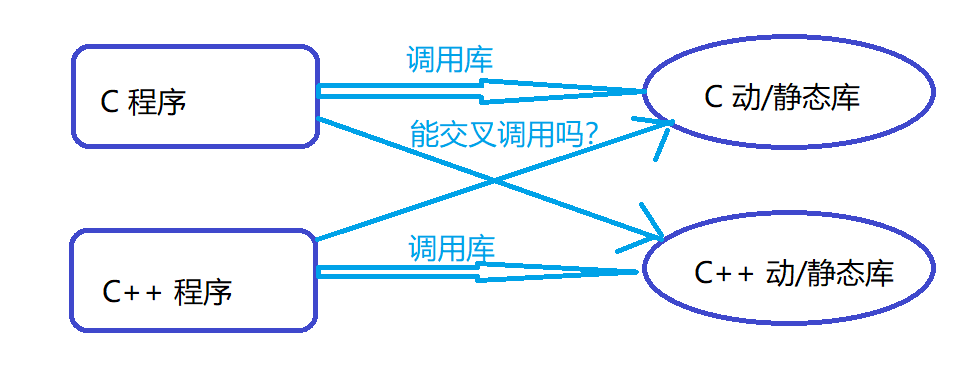 调用库
C 程序
C 动/静态库
能交叉调用吗?
调用库
C++ 程序
C++ 动/静态库